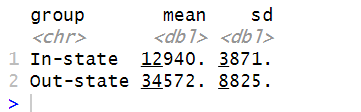 group mean sd
<chr> <dbl> <dbl>
1 In-state 12940. 3871.
2 Out-state 34572. 8825.
>